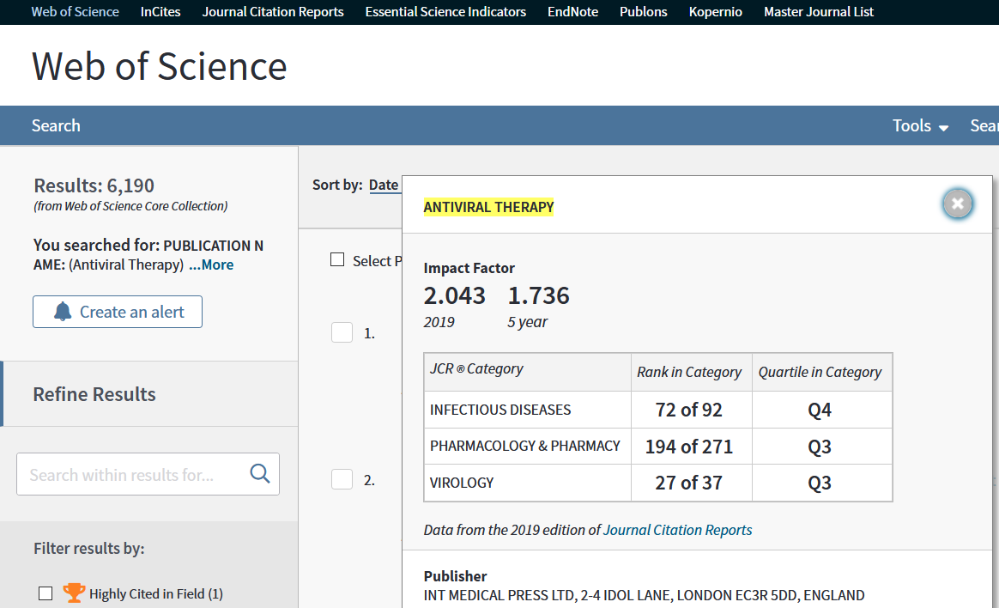 Web of Science InCites Journal Citation Reports Essential Science Indicators EndNote Publons Kopernio Master Journal List
Web of Science
Search Tools Sear
Results: 6,190
(from Web of Science Core Collection)
You searched for: PUBLICATION N
AME: (Antiviral Therapy) ...More
Create an alert
Refine Results
Search within results for...
Filter results by:
Highly Cited in Field (1)
Sort by: Date
Select P
1.
2.
ANTIVIRAL THERAPY
Impact Factor
2.043 1.736
2019 5 year
JCR ® Category Rank in Category Quartile in Category
INFECTIOUS DISEASES 72 of 92 Q4
PHARMACOLOGY & PHARMACY 194 of 271 Q3
VIROLOGY 27 of 37 Q3
Data from the 2019 edition of Journal Citation Reports
Publisher
INT MEDICAL PRESS LTD, 2-4 IDOL LANE, LONDON EC3R 5DD, ENGLAND